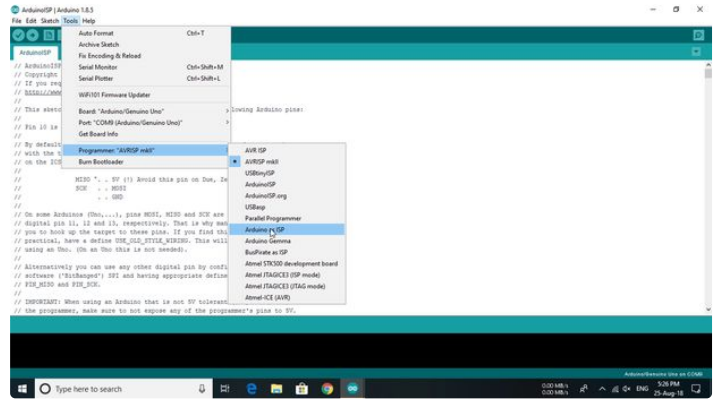 ArduinoISP | Arduino 1.8.5
File Edit Sketch Tools Help
ArduinoISP
Auto Format Ctrl+T
Archive Sketch
Fix Encoding & Reload
Serial Monitor Ctrl+Shift+M
Serial Plotter Ctrl+Shift+L
WiFi101 Firmware Updater
Board: "Arduino/Genuino Uno"
Port: "COM9 (Arduino/Genuino Uno)"
Get Board Info
Programmer: "AVRISP mkII"
Burn Bootloader
AVR ISP
AVRISP mkII
USBtinyISP
ArduinoISP
ArduinoISP.org
USBasp
Parallel Programmer
Arduino as ISP
Arduino Gemma
BusPirate as ISP
Atmel STK500 development board
Atmel JTAGICE3 (ISP mode)
Atmel JTAGICE3 (JTAG mode)
Atmel-ICE (AVR)
// ArduinoISP
// Copyright
// If you req
// http://www
//
// This sketc lowing Arduino pins:
//
// Pin 10 is
//
// By default
// with the t
// on the ICS
//
// MISO °. . 5V (!) Avoid this pin on Due, Ze
// SCK . . MOSI
// . . GND
//
// On some Arduinos (Uno,...), pins MOSI, MISO and SCK are
// digital pin 11, 12 and 13, respectively. That is why man
// you to hook up the target to these pins. If you find thi
// practical, have a define USE_OLD_STYLE_WIRING. This will
// using an Uno. (On an Uno this is not needed).
//
// Alternatively you can use any other digital pin by confi
// software ('BitBanged') SPI and having appropriate define
// PIN_MISO and PIN_SCK.
//
// IMPORTANT: When using an Arduino that is not 5V tolerant
// the programmer, make sure to not expose any of the programmer's pins to 5V.
Arduino/Genuino Uno on COM9
Type here to search
0.00 MB/s
0.00 MB/s
ENG
5:26 PM
25-Aug-18